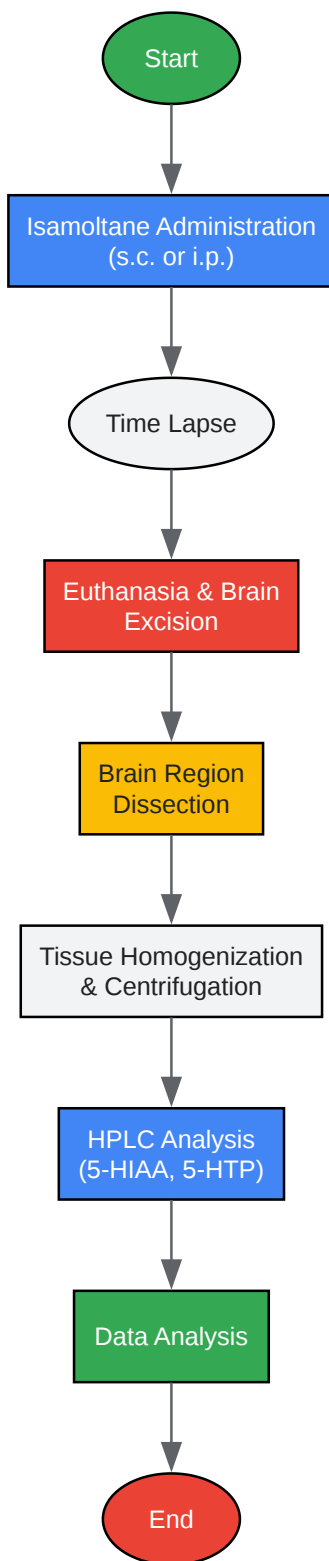 Start
Isamoltane Administration
(s.c. or i.p.)
Time Lapse
Euthanasia & Brain
Excision
Brain Region
Dissection
Tissue Homogenization
& Centrifugation
HPLC Analysis
(5-HIAA, 5-HTP)
Data Analysis
End